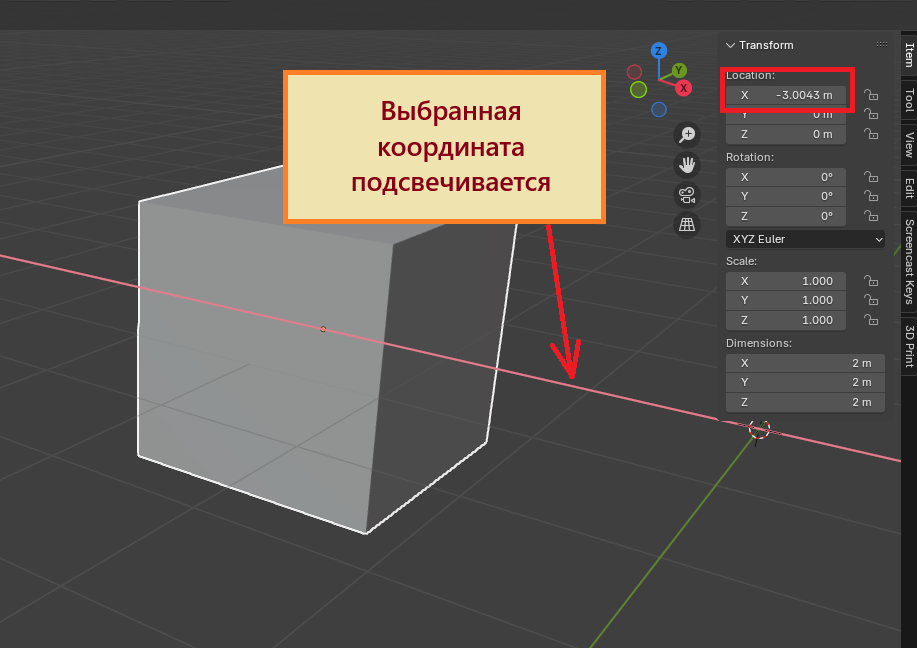 Выбранная
координата
подсвечивается
Z
Y
X
Transform
Location:
X -3.0043 m
Y 0 m
Z 0 m
Rotation:
X 0°
Y 0°
Z 0°
XYZ Euler
Scale:
X 1.000
Y 1.000
Z 1.000
Dimensions:
X 2 m
Y 2 m
Z 2 m
Item
Tool
View
Edit
Screencast Keys
3D Print